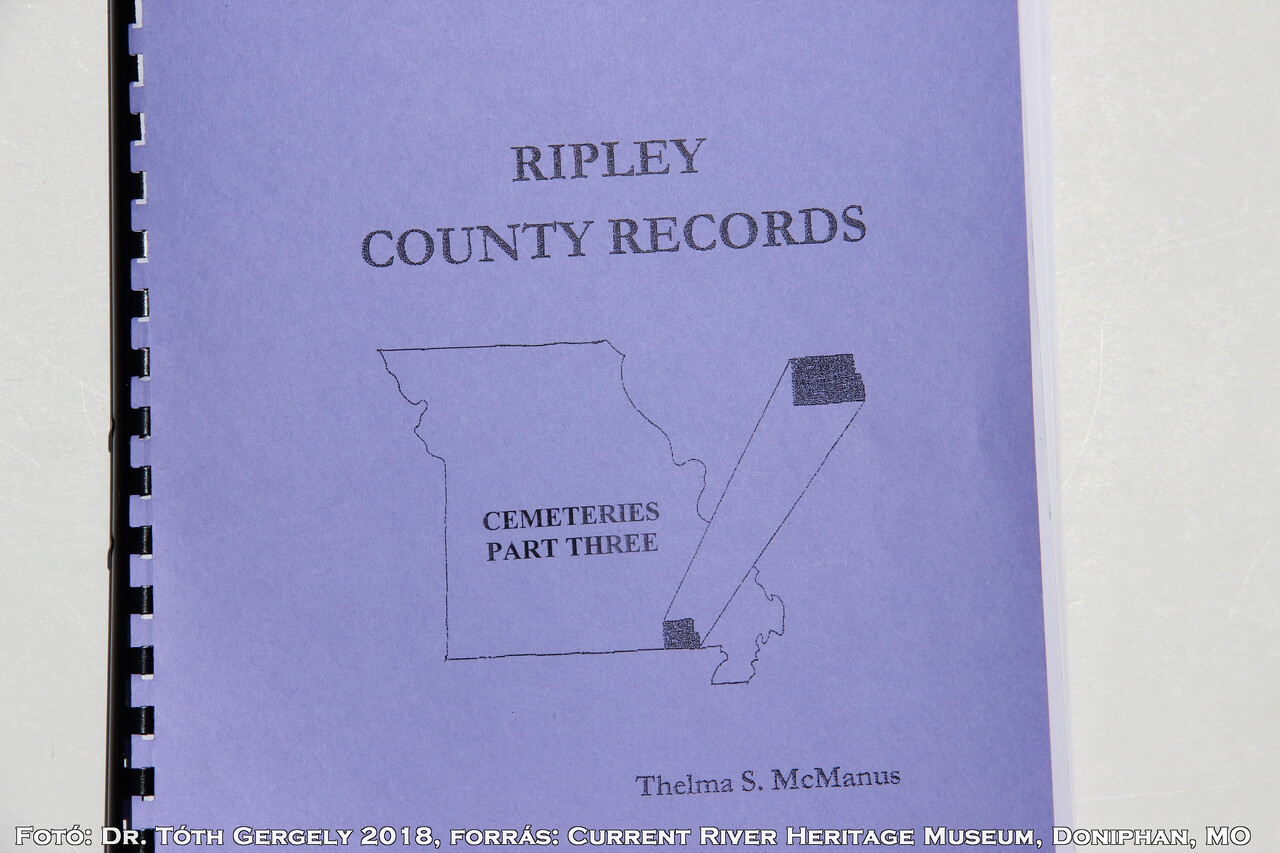 RIPLEY
COUNTY RECORDS
CEMETERIES
PART THREE
Thelma S. McManus
Fotó: Dr. Tóth Gergely 2018, forrás: Current River Heritage Museum, Doniphan, MO